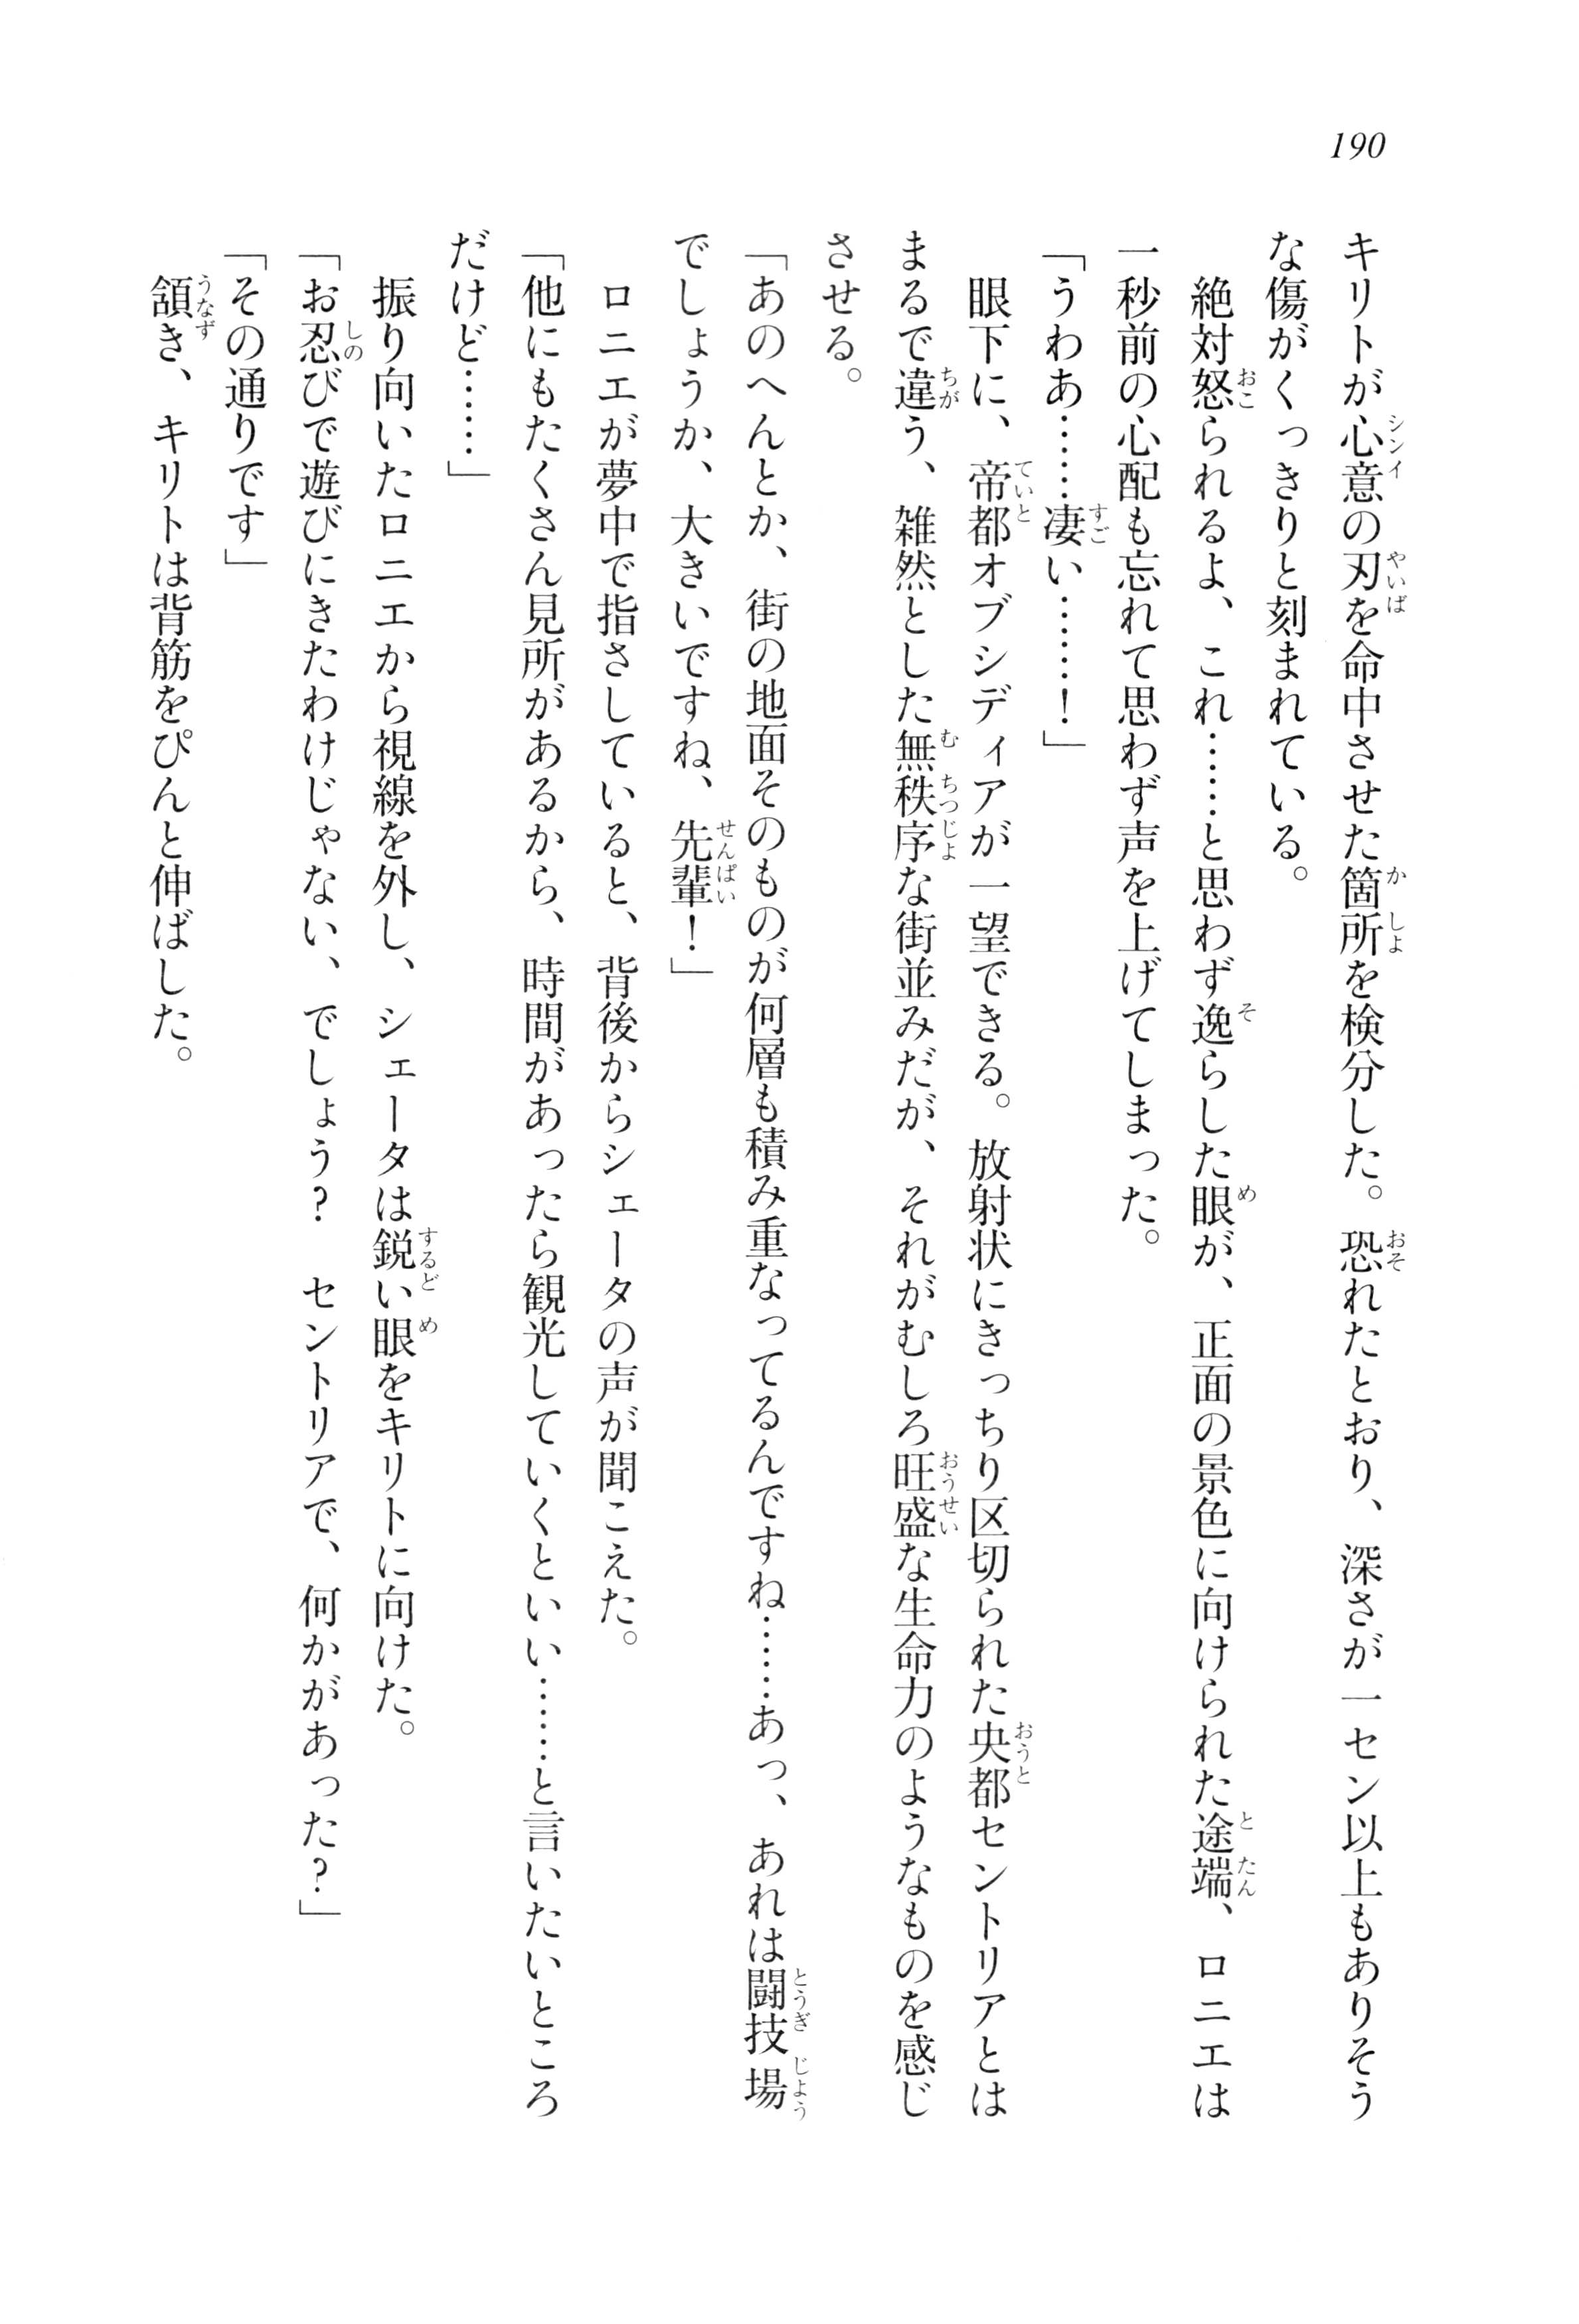 190
キリトが心意の刃を命中させた箇所を検分した。恐れたとおり、深さが一セン以上もありそう
な傷がくっきりと刻まれている。
　絶対怒られるよ、これ……と思わず逸らした眼が、正面の景色に向けられた途端、ロニエは
一秒前の心配も忘れて思わず声を上げてしまった。
「うわあ……凄い……！」
　眼下に、帝都オブシディアが一望できる。放射状にきっちり区切られた央都セントリアとは
まるで違う、雑然とした無秩序な街並みだが、それがむしろ旺盛な生命力のようなものを感じ
させる。
「あのへんとか、街の地面そのものが何層も積み重なってるんですね……あっ、あれは闘技場
でしょうか、大きいですね、先輩！」
　ロニエが夢中で指さしていると、背後からシェータの声が聞こえた。
「他にもたくさん見所があるから、時間があったら観光していくといい……と言いたいところ
だけど……」
　振り向いたロニエから視線を外し、シェータは鋭い眼をキリトに向けた。
「お忍びで遊びにきたわけじゃない、でしょう？　セントリアで、何かがあった？」
「その通りです」
　頷き、キリトは背筋をぴんと伸ばした。